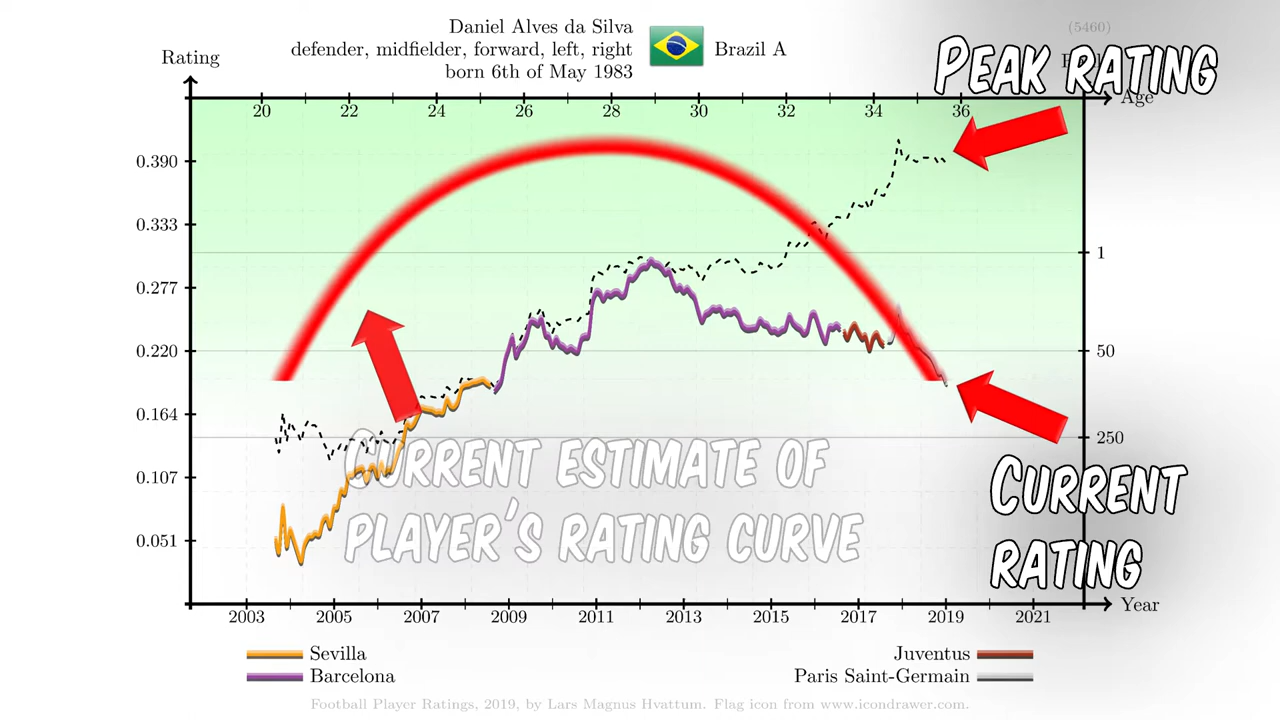 Daniel Alves da Silva
defender, midfielder, forward, left, right
born 6th of May 1983
Brazil A
(5460)
PEAK RATING
Rating
Age
20 22 24 26 28 30 32 34 36
0.390
0.333
0.277
0.220
0.164
0.107
0.051
1
50
250
CURRENT ESTIMATE OF
PLAYER'S RATING CURVE
CURRENT
RATING
2003 2005 2007 2009 2011 2013 2015 2017 2019 2021
Year
Sevilla
Barcelona
Juventus
Paris Saint-Germain
Football Player Ratings, 2019, by Lars Magnus Hvattum. Flag icon from www.icondrawer.com.